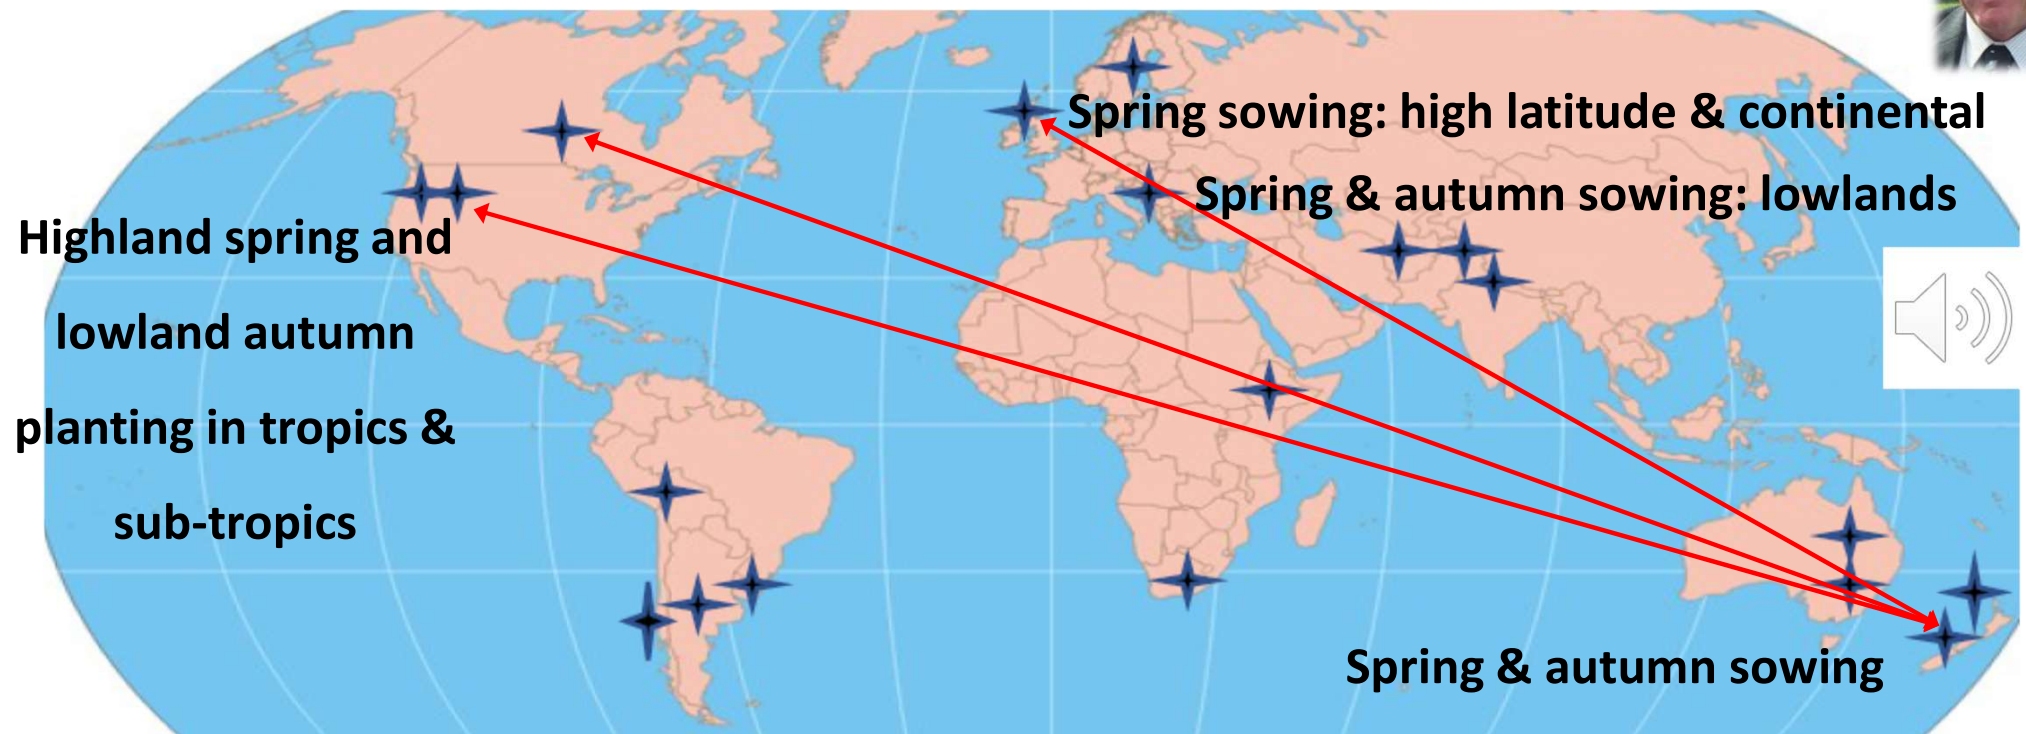 Spring sowing: high latitude & continental
Spring & autumn sowing: lowlands
Highland spring and
lowland autumn
planting in tropics &
sub-tropics
Spring & autumn sowing